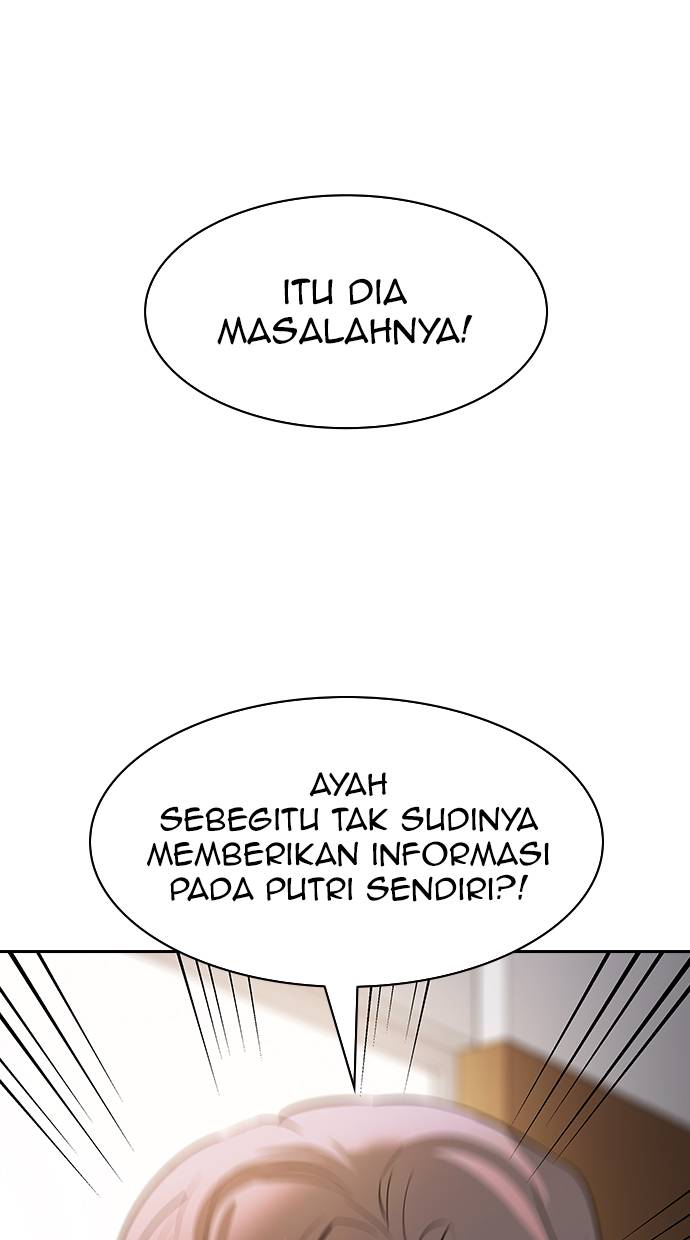 ITU DIA
MASALAHNYA!
AYAH
SEBEGITU TAK SUDINYA
MEMBERIKAN INFORMASI
PADA PUTRI SENDIRI?!